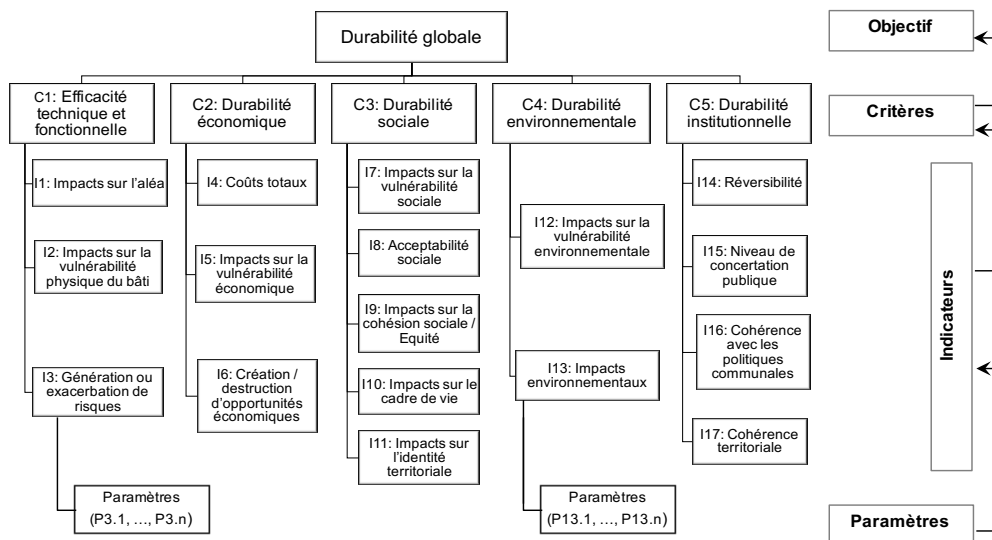 Durabilité globale
Objectif
C1: Efficacité
technique et
fonctionnelle
C2: Durabilité
économique
C3: Durabilité
sociale
C4: Durabilité
environnementale
C5: Durabilité
institutionnelle
Critères
I1: Impacts sur l'aléa
I2: Impacts sur la
vulnérabilité
physique du bâti
I3: Génération ou
exacerbation de
risques
Paramètres
(P3.1, …, P3.n)
I4: Coûts totaux
I5: Impacts sur la
vulnérabilité
économique
I6: Création /
destruction
d'opportunités
économiques
I7: Impacts sur la
vulnérabilité
sociale
I8: Acceptabilité
sociale
I9: Impacts sur la
cohésion sociale /
Equité
I10: Impacts sur le
cadre de vie
I11: Impacts sur
l'identité
territoriale
I12: Impacts sur la
vulnérabilité
environnementale
I13: Impacts
environnementaux
Paramètres
(P13.1, …, P13.n)
I14: Réversibilité
I15: Niveau de
concertation
publique
I16: Cohérence
avec les
politiques
communales
I17: Cohérence
territoriale
Indicateurs
Paramètres